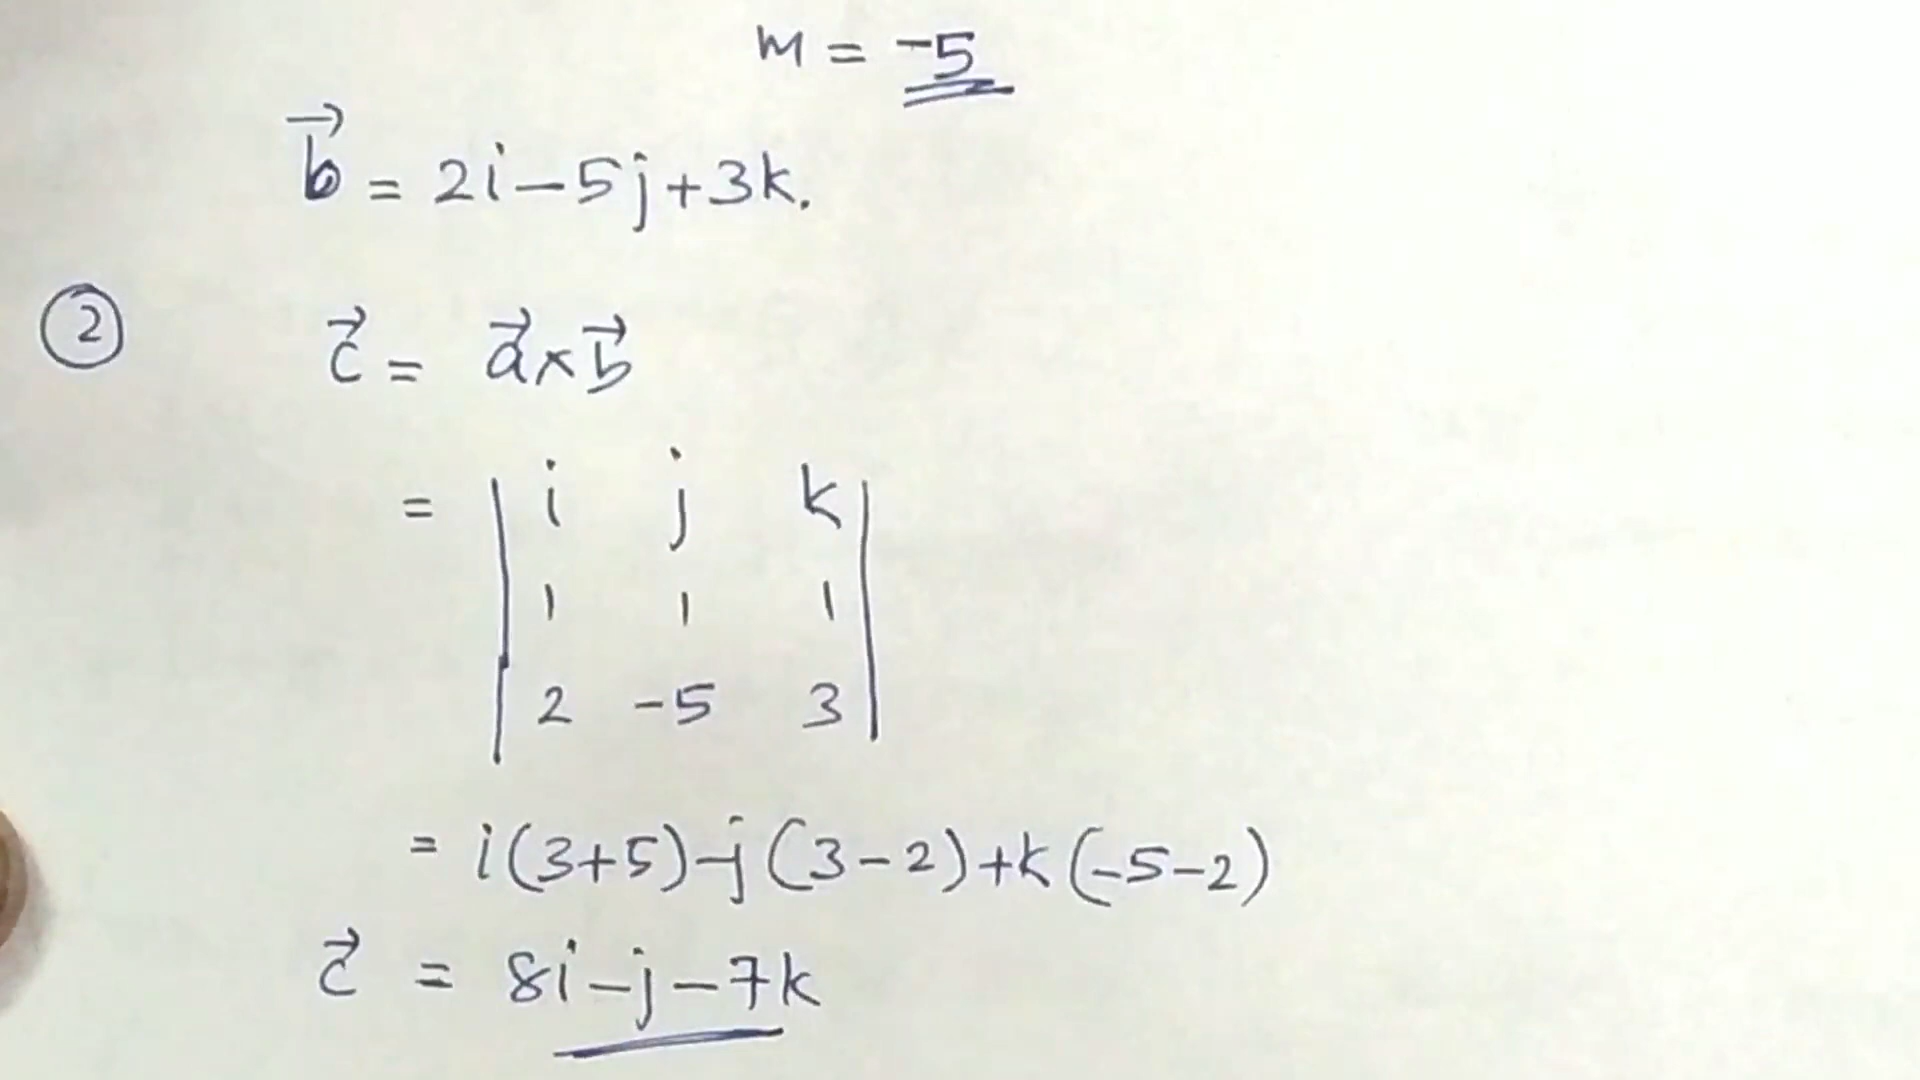 m = -5
b⃗ = 2i-5j+3k.
② c⃗ = a⃗×b⃗
= | i j k |
| 1 1 1 |
| 2 -5 3 |
= i(3+5)-j(3-2)+k(-5-2)
c⃗ = 8i-j-7k